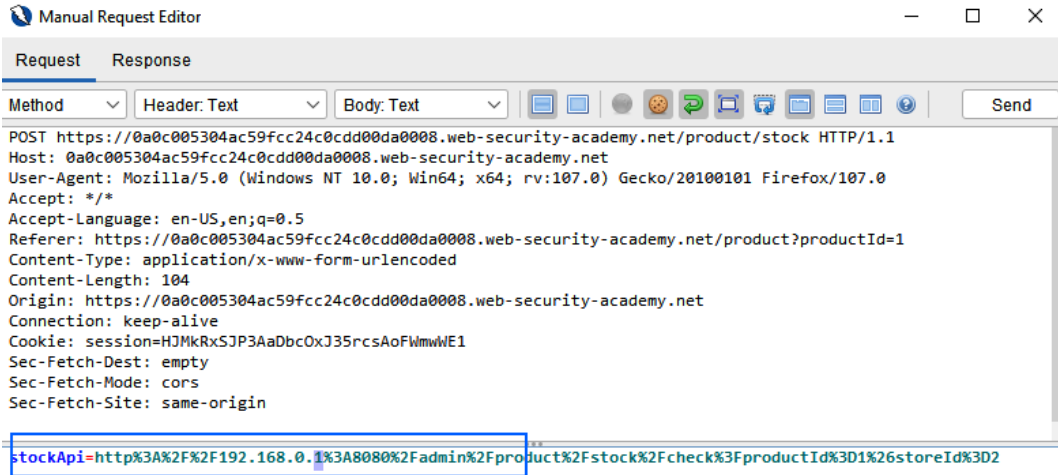 Manual Request Editor
Request Response
Method Header: Text Body: Text Send
POST https://0a0c005304ac59fcc24c0cdd00da0008.web-security-academy.net/product/stock HTTP/1.1
Host: 0a0c005304ac59fcc24c0cdd00da0008.web-security-academy.net
User-Agent: Mozilla/5.0 (Windows NT 10.0; Win64; x64; rv:107.0) Gecko/20100101 Firefox/107.0
Accept: */*
Accept-Language: en-US,en;q=0.5
Referer: https://0a0c005304ac59fcc24c0cdd00da0008.web-security-academy.net/product?productId=1
Content-Type: application/x-www-form-urlencoded
Content-Length: 104
Origin: https://0a0c005304ac59fcc24c0cdd00da0008.web-security-academy.net
Connection: keep-alive
Cookie: session=HJMkRxSJP3AaDbcOxJ35rcsAoFWmwWE1
Sec-Fetch-Dest: empty
Sec-Fetch-Mode: cors
Sec-Fetch-Site: same-origin
stockApi=http%3A%2F%2F192.168.0.1%3A8080%2Fadmin%2Fproduct%2Fstock%2Fcheck%3FproductId%3D1%26storeId%3D2